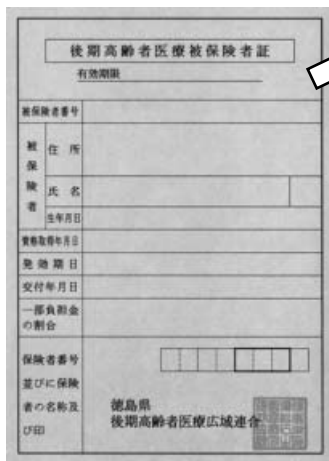 後期高齢者医療被保険者証
有効期限
被保険者番号
被保険者
住所
氏名
生年月日
資格取得年月日
発効期日
交付年月日
一部負担金
の割合
保険者番号
並びに保険
者の名称及
び印
徳島県
後期高齢者医療広域連合